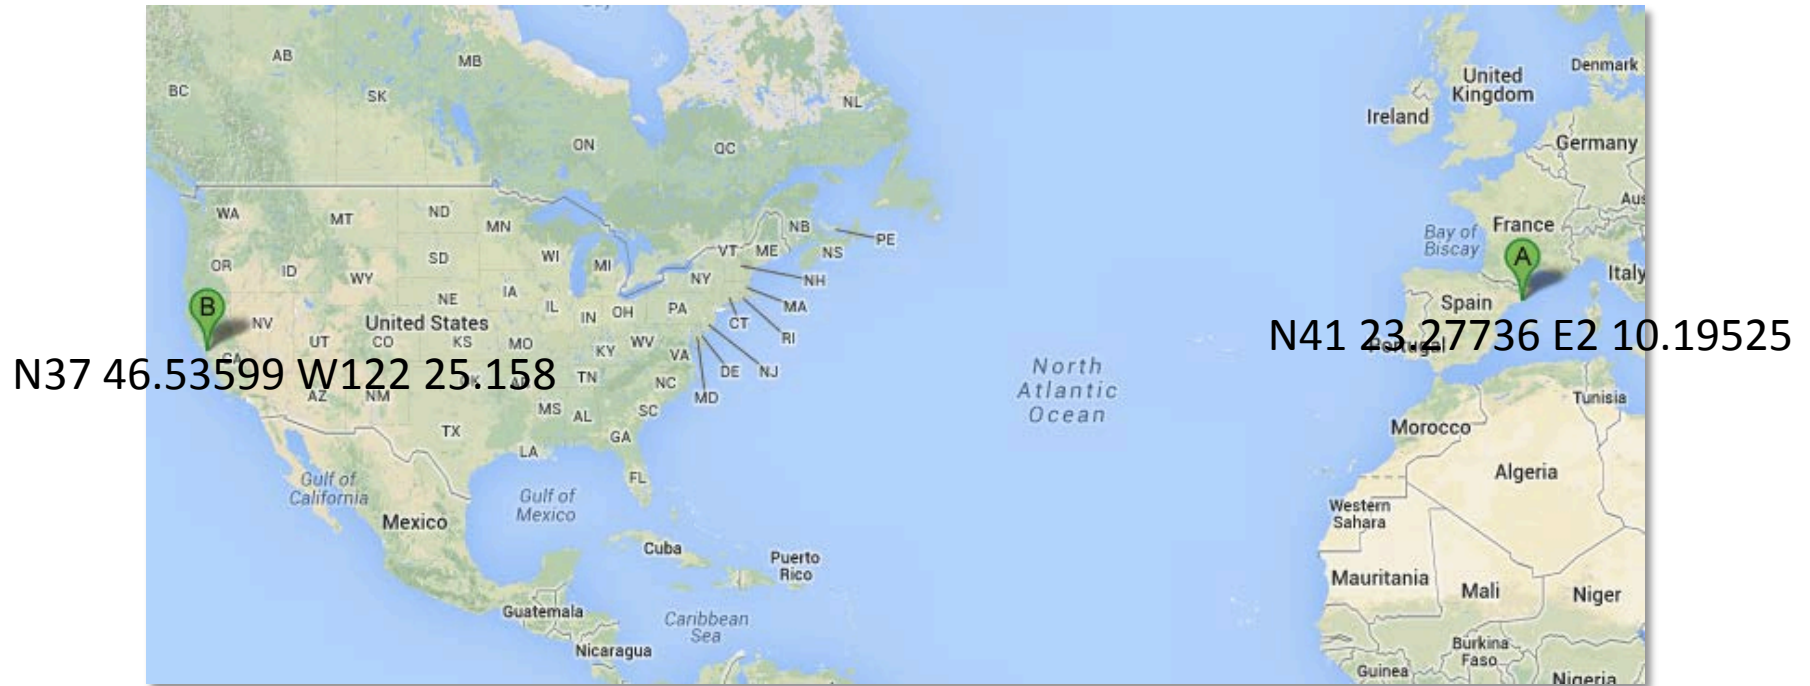 AB
MB
BC
SK
NL
ON
QC
United
Kingdom
Denmark
Ireland
Germany
WA
MT
ND
MN
NB
PE
VT
ME
NS
OR
ID
WY
SD
WI
MI
NY
NH
France
Bay of
Biscay
Italy
A
B
NV
NE
IA
IL
IN
OH
PA
MA
CT
RI
Spain
United States
UT
CO
KS
MO
KY
WV
VA
DE
NJ
MD
CA
N37 46.53599 W122 25.158
N41 23.27736 E2 10.19525
Portugal
AZ
NM
TN
NC
MS
AL
SC
TX
GA
LA
FL
North
Atlantic
Ocean
Tunisia
Morocco
Algeria
Gulf of
California
Gulf of
Mexico
Mexico
Western
Sahara
Cuba
Puerto
Rico
Mauritania
Mali
Niger
Guatemala
Caribbean
Sea
Nicaragua
Burkina
Faso
Guinea
Nigeria